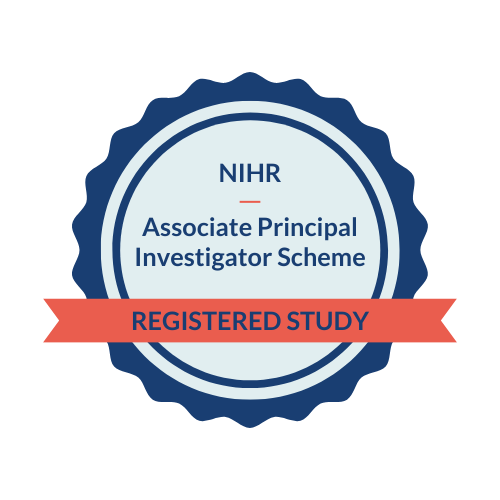 NIHR
Associate Principal
Investigator Scheme
REGISTERED STUDY